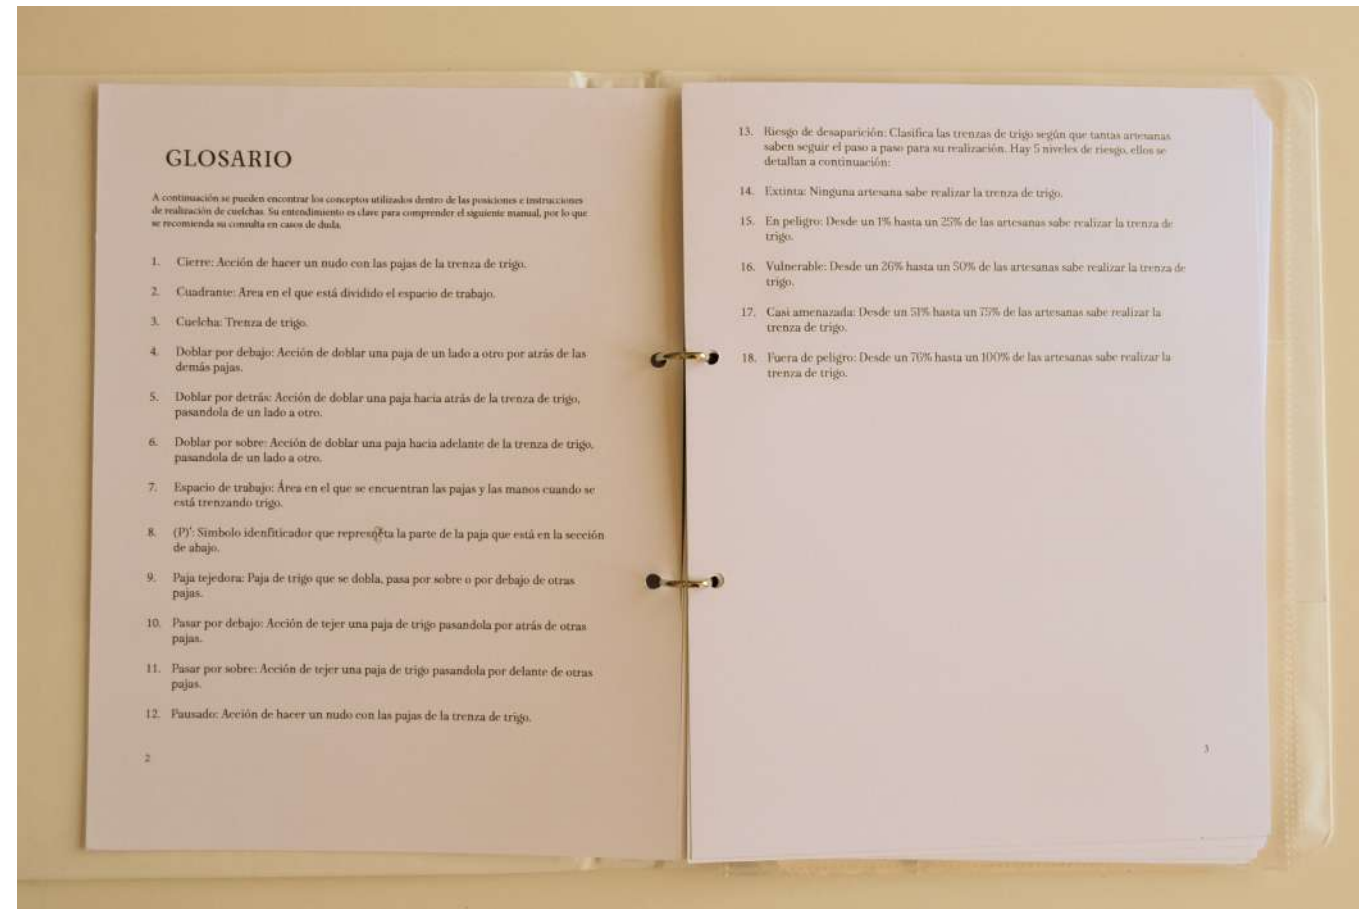 GLOSARIO
A continuación se pueden encontrar los conceptos utilizados dentro de las posiciones e instrucciones
de realización de cuelchas. Su entendimiento es clave para comprender el siguiente manual, por lo que
se recomienda su consulta en casos de duda.
1. Cierre: Acción de hacer un nudo con las pajas de la trenza de trigo.
2. Cuadrante: Area en el que está dividido el espacio de trabajo.
3. Cuelcha: Trenza de trigo.
4. Doblar por debajo: Acción de doblar una paja de un lado a otro por atrás de las
demás pajas.
5. Doblar por detrás: Acción de doblar una paja hacia atrás de la trenza de trigo,
pasandola de un lado a otro.
6. Doblar por sobre: Acción de doblar una paja hacia adelante de la trenza de trigo,
pasandola de un lado a otro.
7. Espacio de trabajo: Área en el que se encuentran las pajas y las manos cuando se
está trenzando trigo.
8. (P)': Simbolo idenfiticador que represneta la parte de la paja que está en la sección
de abajo.
9. Paja tejedora: Paja de trigo que se dobla, pasa por sobre o por debajo de otras
pajas.
10. Pasar por debajo: Acción de tejer una paja de trigo pasandola por atrás de otras
pajas.
11. Pasar por sobre: Acción de tejer una paja de trigo pasandola por delante de otras
pajas.
12. Pausado: Acción de hacer un nudo con las pajas de la trenza de trigo.
2
13. Riesgo de desaparición: Clasifica las trenzas de trigo según que tantas artesanas
saben seguir el paso a paso para su realización. Hay 5 niveles de riesgo, ellos se
detallan a continuación:
14. Extinta: Ninguna artesana sabe realizar la trenza de trigo.
15. En peligro: Desde un 1% hasta un 25% de las artesanas sabe realizar la trenza de
trigo.
16. Vulnerable: Desde un 26% hasta un 50% de las artesanas sabe realizar la trenza de
trigo.
17. Casi amenazada: Desde un 51% hasta un 75% de las artesanas sabe realizar la
trenza de trigo.
18. Fuera de peligro: Desde un 76% hasta un 100% de las artesanas sabe realizar la
trenza de trigo.
3